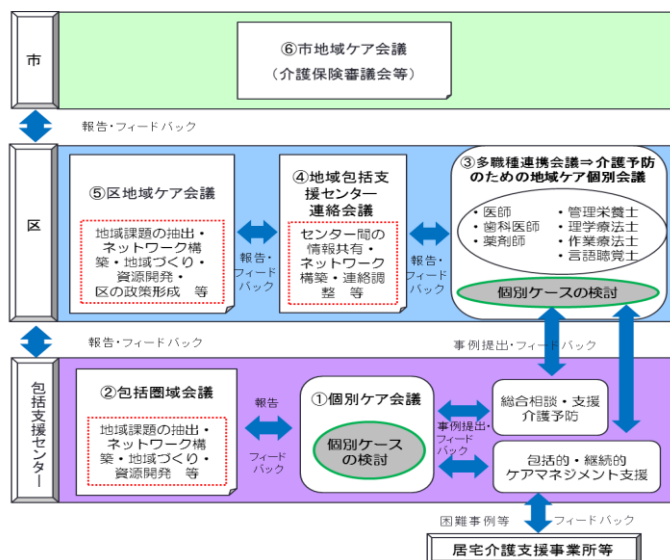 市
⑥市地域ケア会議
（介護保険審議会等）
報告・フィードバック
区
⑤区地域ケア会議
地域課題の抽出・
ネットワーク構
築・地域づくり・
資源開発・
区の政策形成　等
報告・
フィード
バック
④地域包括支
援センター
連絡会議
センター間の
情報共有・
ネットワーク
構築・連絡調
整　等
報告・
フィード
バック
③多職種連携会議⇒介護予防
のための地域ケア個別会議
・医師
・歯科医師
・薬剤師
・管理栄養士
・理学療法士
・作業療法士
・言語聴覚士
個別ケースの検討
報告・フィードバック
事例提出・フィードバック
包括支援センター
②包括圏域会議
地域課題の抽出・
ネットワーク構
築・地域づくり・
資源開発　等
報告
フィード
バック
①個別ケア会議
個別ケース
の検討
事例提出・
フィード
バック
総合相談・支援
介護予防
包括的・継続的
ケアマネジメント支援
困難事例等
フィードバック
居宅介護支援事業所等